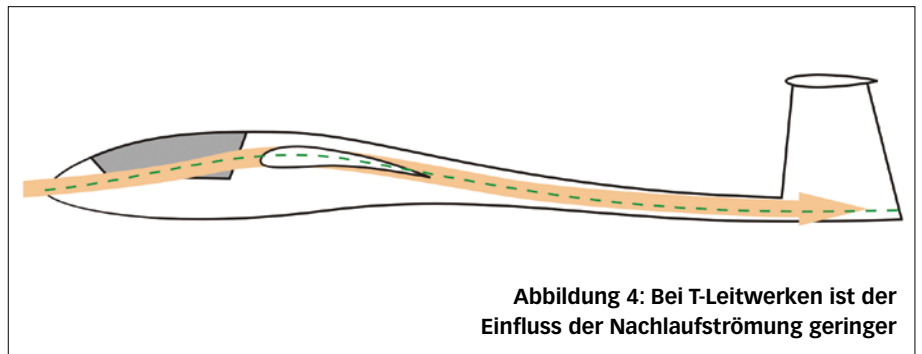 Abbildung 4: Bei T-Leitwerken ist der
Einfluss der Nachlaufströmung geringer